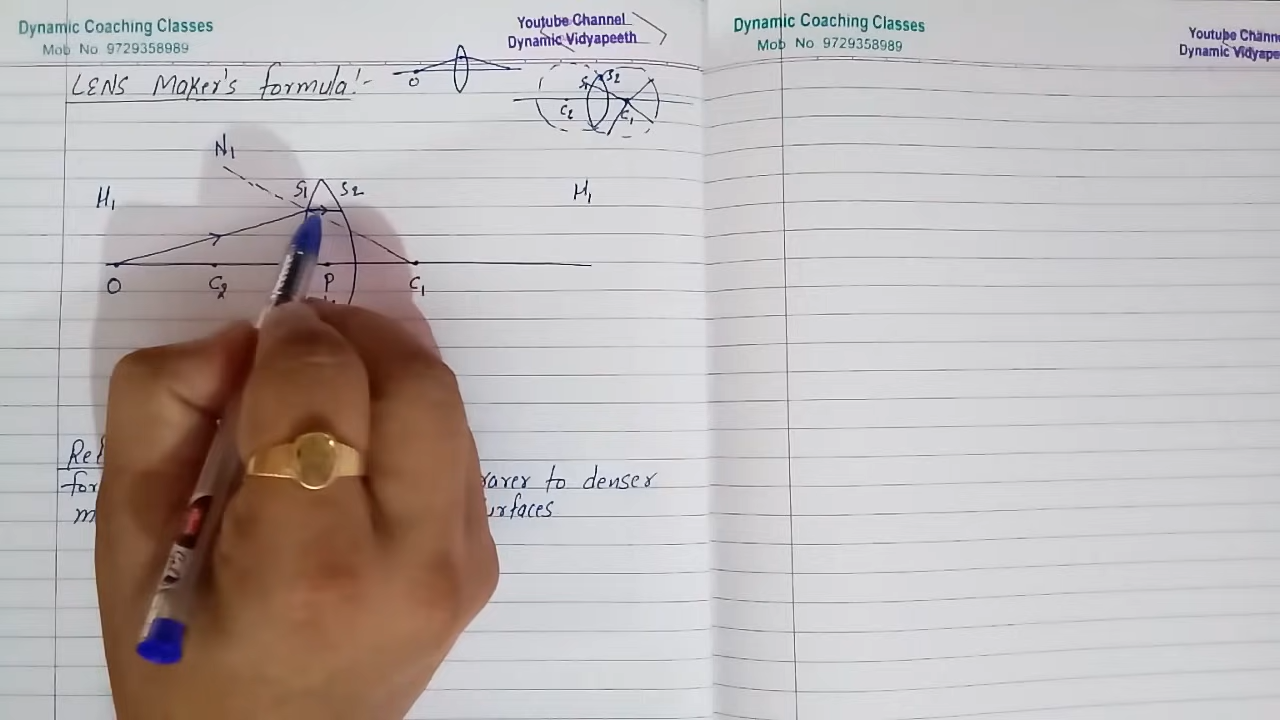 Dynamic Coaching Classes
Mob No 9729358989
Youtube Channel
Dynamic Vidyapeeth
Dynamic Coaching Classes
Mob No 9729358989
Youtube Chann
Dynamic Vidyape
LENS Maker's formula!-
O
S1 S2
C2 C1
N1
S1 S2
H1 H1
O C2 P C1
Rel
for rarer to denser
m urfaces